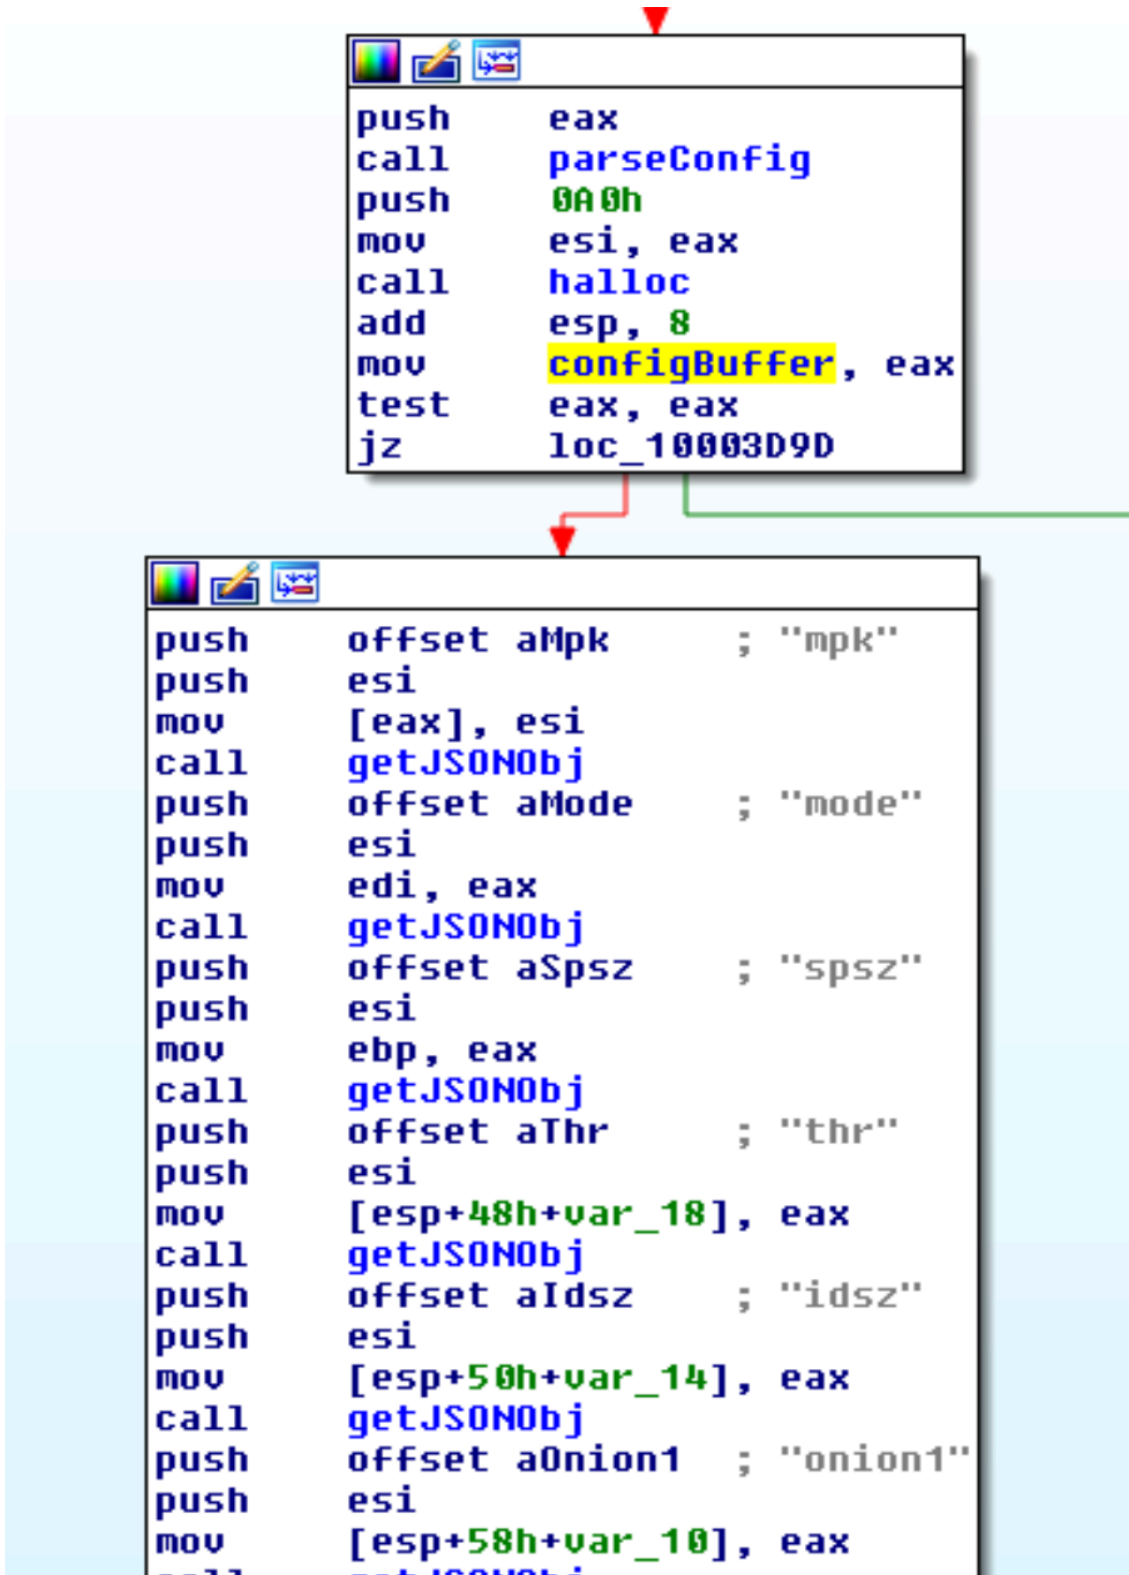 push eax
call parseConfig
push 0A0h
mov esi, eax
call halloc
add esp, 8
mov configBuffer, eax
test eax, eax
jz loc_10003D9D
push offset aMpk ; "mpk"
push esi
mov [eax], esi
call getJSONObj
push offset aMode ; "mode"
push esi
mov edi, eax
call getJSONObj
push offset aSpsz ; "spsz"
push esi
mov ebp, eax
call getJSONObj
push offset aThr ; "thr"
push esi
mov [esp+48h+var_18], eax
call getJSONObj
push offset aIdsz ; "idsz"
push esi
mov [esp+50h+var_14], eax
call getJSONObj
push offset aOnion1 ; "onion1"
push esi
mov [esp+58h+var_10], eax
call getJSONObj